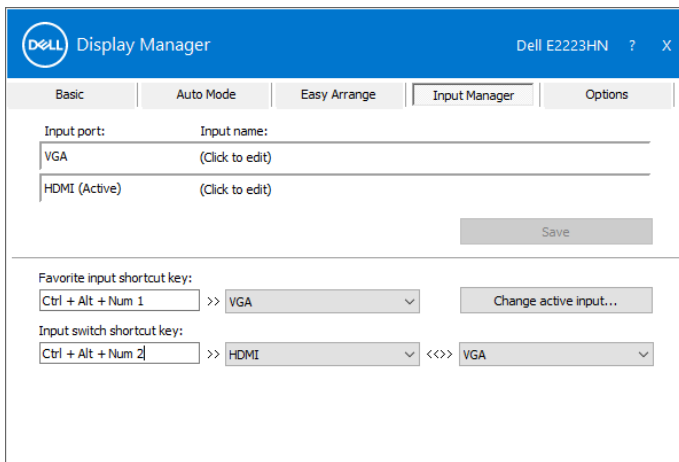 DELL Display Manager Dell E2223HN ? X
Basic Auto Mode Easy Arrange Input Manager Options
Input port: Input name:
VGA (Click to edit)
HDMI (Active) (Click to edit)
Save
Favorite input shortcut key:
Ctrl + Alt + Num 1 >> VGA Change active input...
Input switch shortcut key:
Ctrl + Alt + Num 2 >> HDMI <<>> VGA